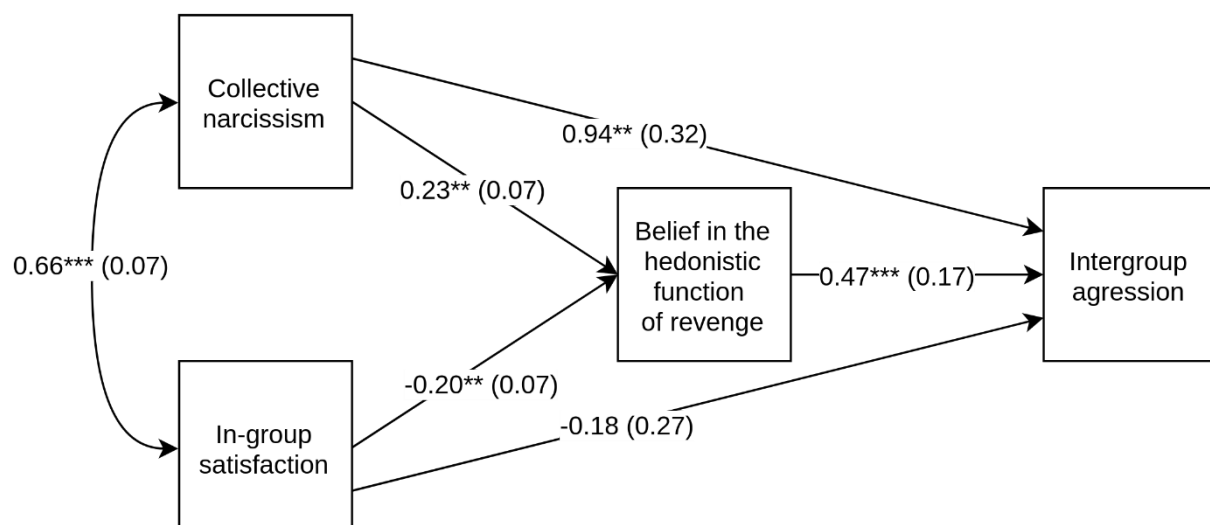 Collective
narcissism
0.94** (0.32)
0.23** (0.07)
Belief in the
hedonistic
function
of revenge
0.66*** (0.07)
0.47*** (0.17)
Intergroup
agression
-0.20** (0.07)
-0.18 (0.27)
In-group
satisfaction